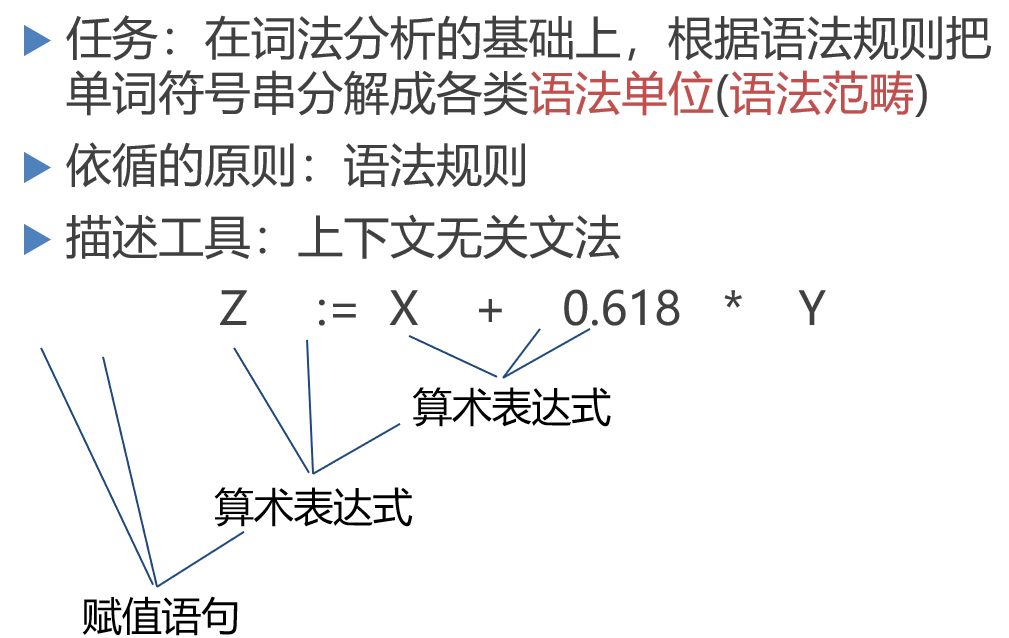 任务：在词法分析的基础上，根据语法规则把
单词符号串分解成各类语法单位(语法范畴)
依循的原则：语法规则
描述工具：上下文无关文法
Z := X + 0.618 * Y
算术表达式
算术表达式
赋值语句